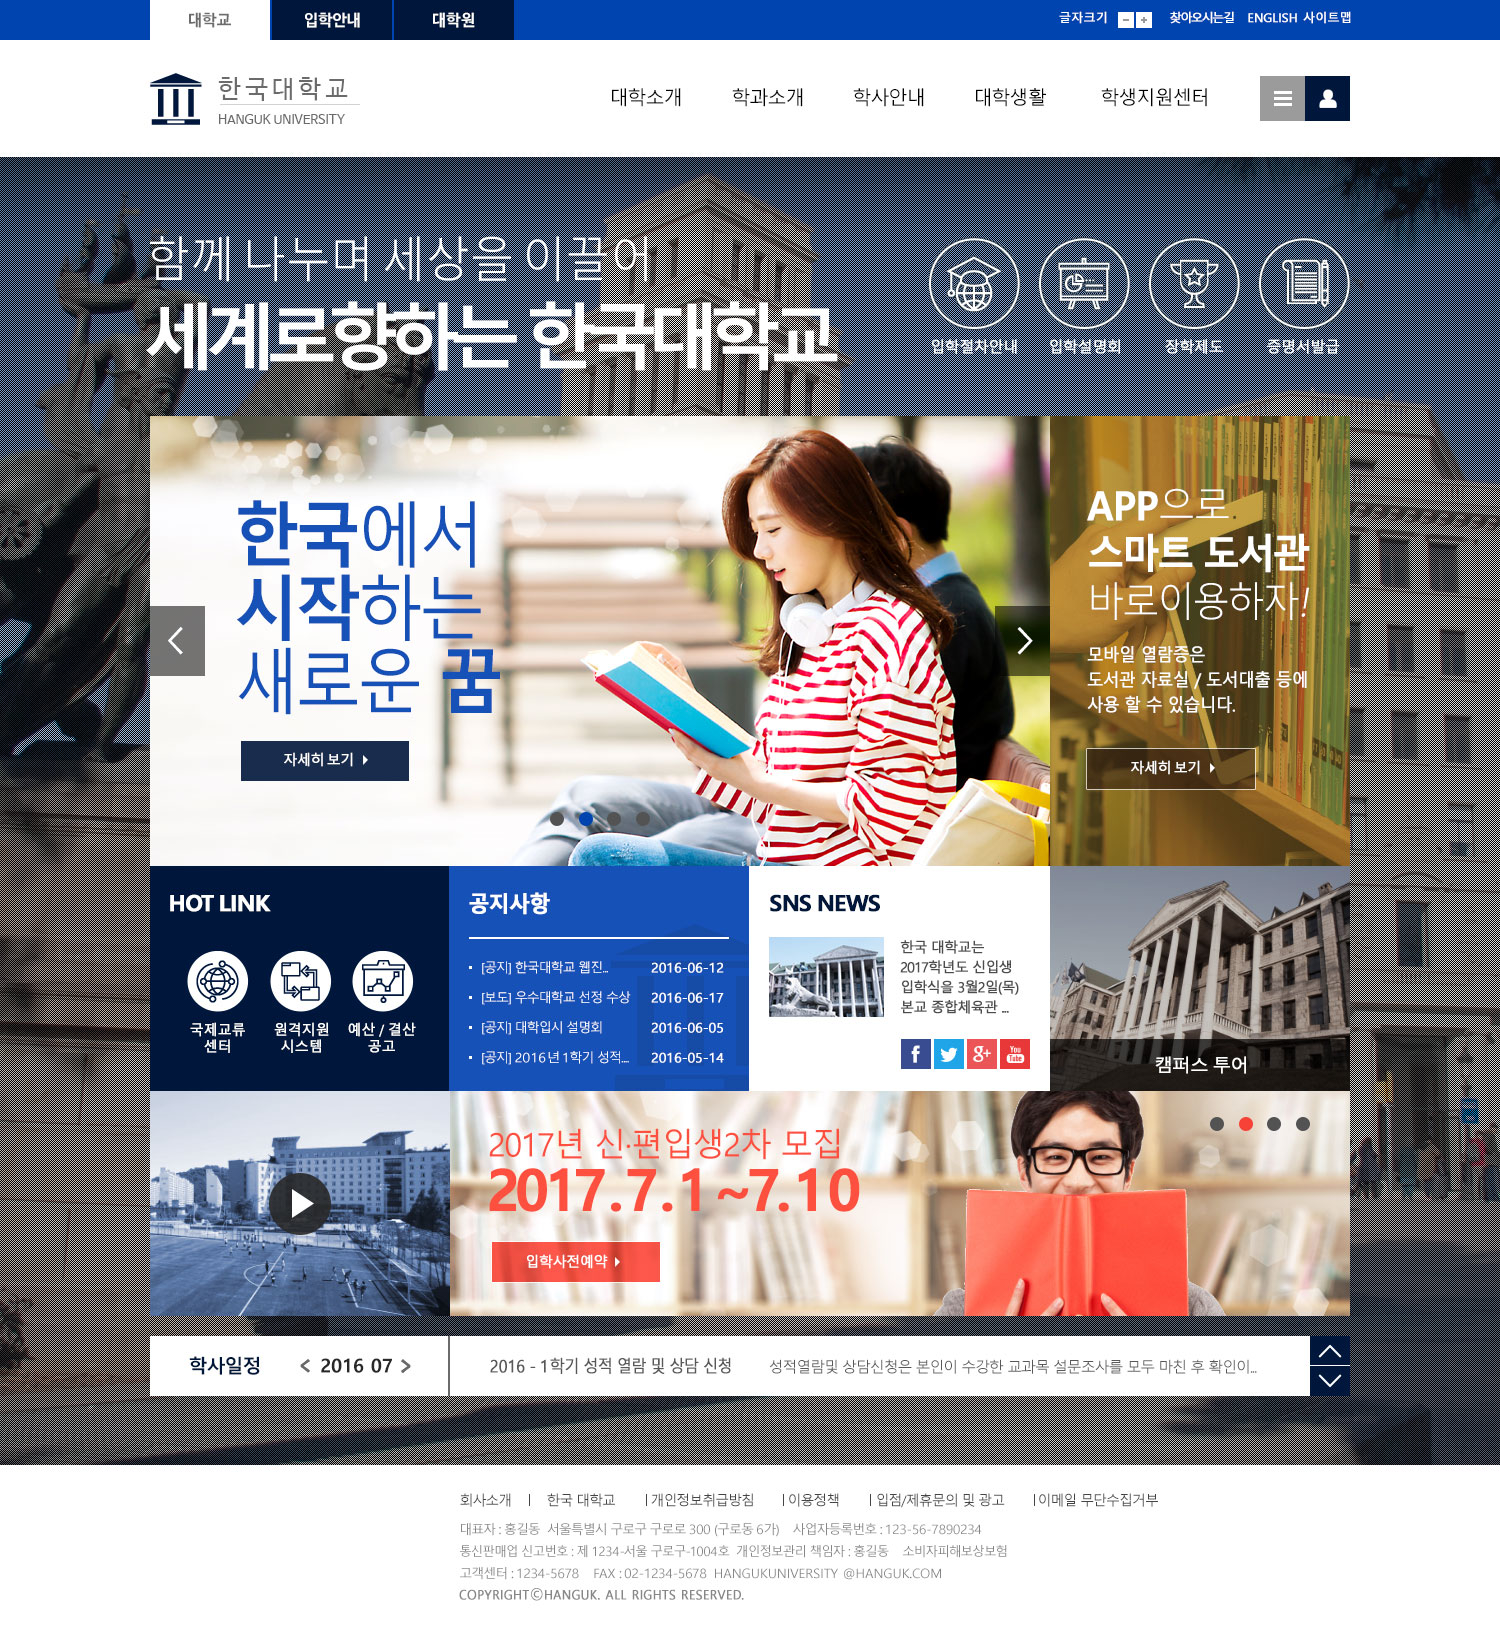 대학교
입학안내
대학원
글자크기
찾아오시는길
ENGLISH
사이트맵
한국대학교
HANGUK UNIVERSITY
대학소개
학과소개
학사안내
대학생활
학생지원센터
함께 나누며 세상을 이끌어
세계로향하는 한국대학교
입학절차안내
입학설명회
장학제도
증명서발급
한국에서
시작하는
새로운 꿈
자세히 보기
APP으로
스마트 도서관
바로이용하자!
모바일 열람증은
도서관 자료실 / 도서대출 등에
사용 할 수 있습니다.
자세히 보기
HOT LINK
국제교류
센터
원격지원
시스템
예산 / 결산
공고
공지사항
[공지] 한국대학교 웹진... 2016-06-12
[보도] 우수대학교 선정 수상 2016-06-17
[공지] 대학입시 설명회 2016-06-05
[공지] 2016년 1학기 성적.... 2016-05-14
SNS NEWS
한국 대학교는
2017학년도 신입생
입학식을 3월2일(목)
본교 종합체육관 ...
f
g+
You Tube
캠퍼스 투어
2017년 신·편입생2차 모집
2017.7.1~7.10
입학사전예약
학사일정
< 2016 07 >
2016 - 1학기 성적 열람 및 상담 신청
성적열람및 상담신청은 본인이 수강한 교과목 설문조사를 모두 마친 후 확인이...
회사소개 | 한국 대학교 | 개인정보취급방침 | 이용정책 | 입점/제휴문의 및 광고 | 이메일 무단수집거부
대표자 : 홍길동 서울특별시 구로구 구로로 300 (구로동 6가) 사업자등록번호 : 123-56-7890234
통신판매업 신고번호 : 제 1234-서울 구로구-1004호 개인정보관리 책임자 : 홍길동 소비자피해보상보험
고객센터 : 1234-5678 FAX : 02-1234-5678 HANGUKUNIVERSITY @HANGUK.COM
COPYRIGHTⓒHANGUK. ALL RIGHTS RESERVED.